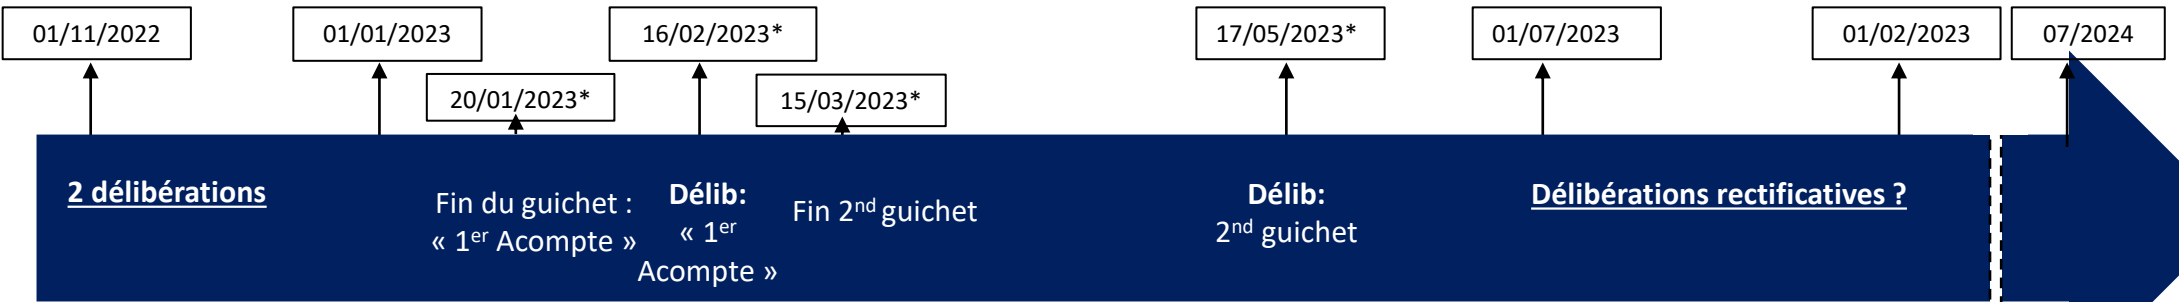 01/11/2022
01/01/2023
16/02/2023*
17/05/2023*
01/07/2023
01/02/2023
07/2024
20/01/2023*
15/03/2023*
2 délibérations
Fin du guichet :
« 1er Acompte »
Délib:
« 1er
Acompte »
Fin 2nd guichet
Délib:
2nd guichet
Délibérations rectificatives ?